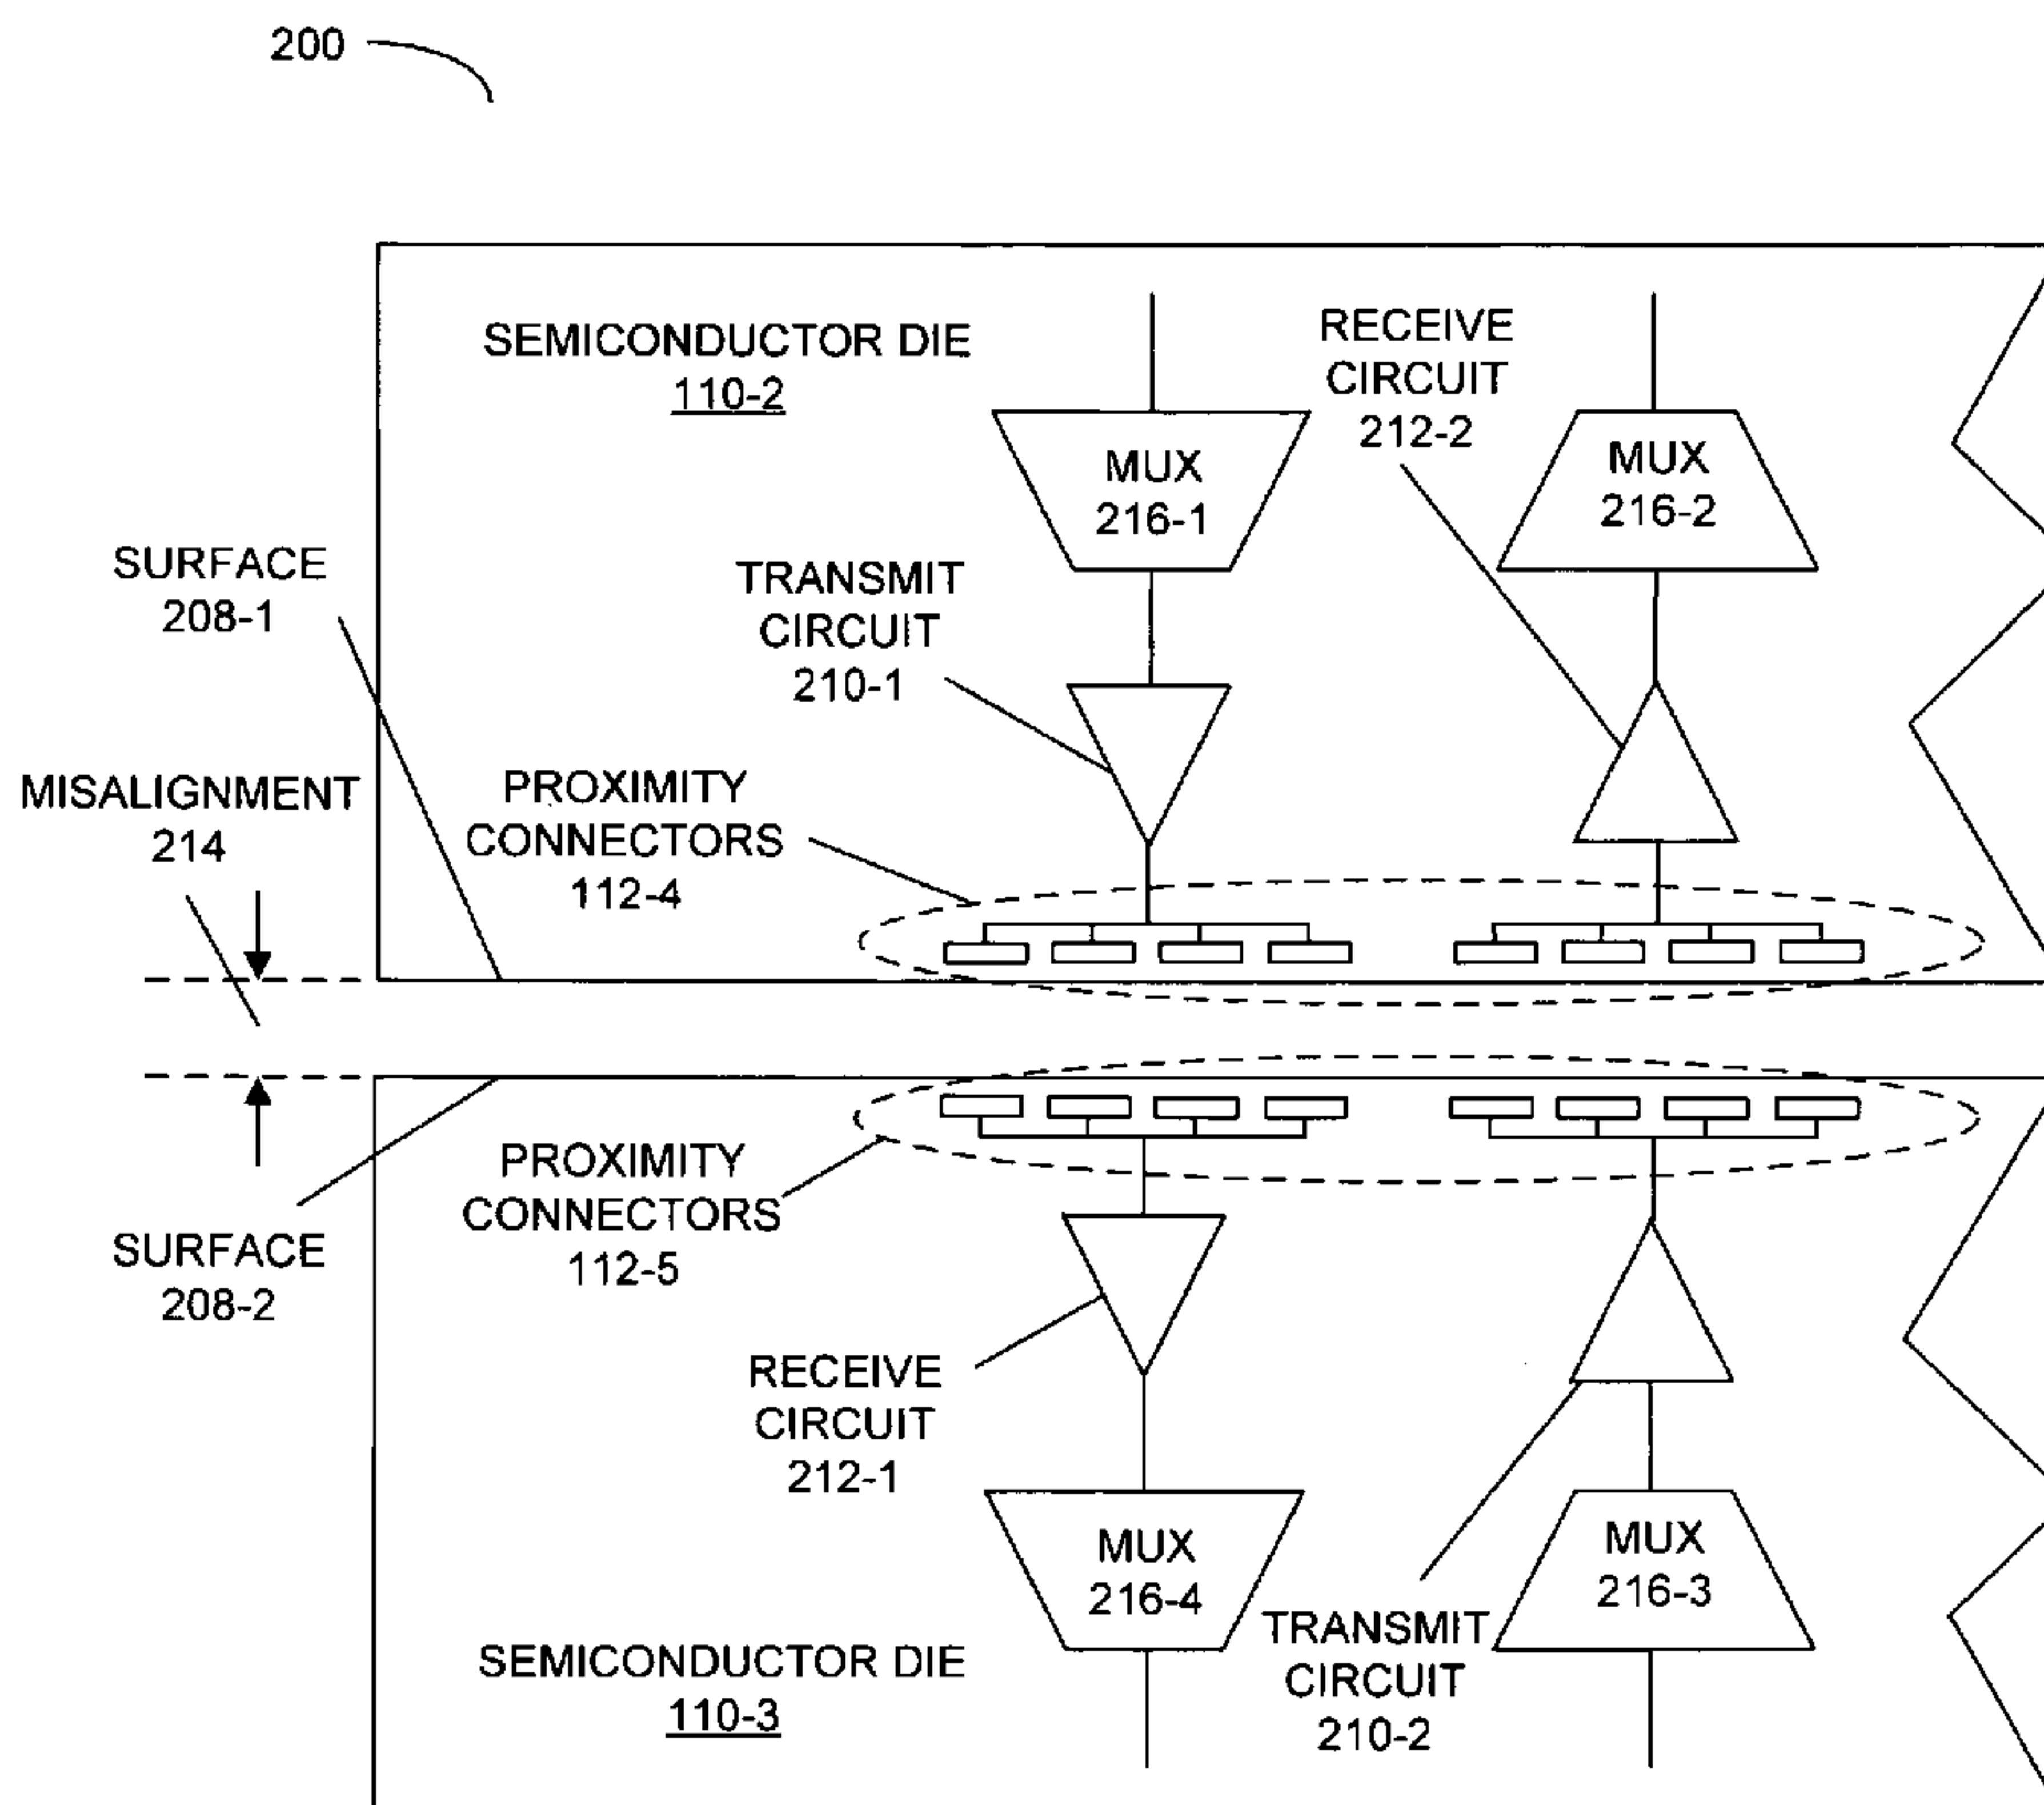 200
SEMICONDUCTOR DIE
110-2
RECEIVE
CIRCUIT
212-2
MUX
216-1
MUX
216-2
SURFACE
208-1
TRANSMIT
CIRCUIT
210-1
MISALIGNMENT
214
PROXIMITY
CONNECTORS
112-4
PROXIMITY
CONNECTORS
112-5
SURFACE
208-2
RECEIVE
CIRCUIT
212-1
MUX
216-4
MUX
216-3
TRANSMIT
CIRCUIT
210-2
SEMICONDUCTOR DIE
110-3